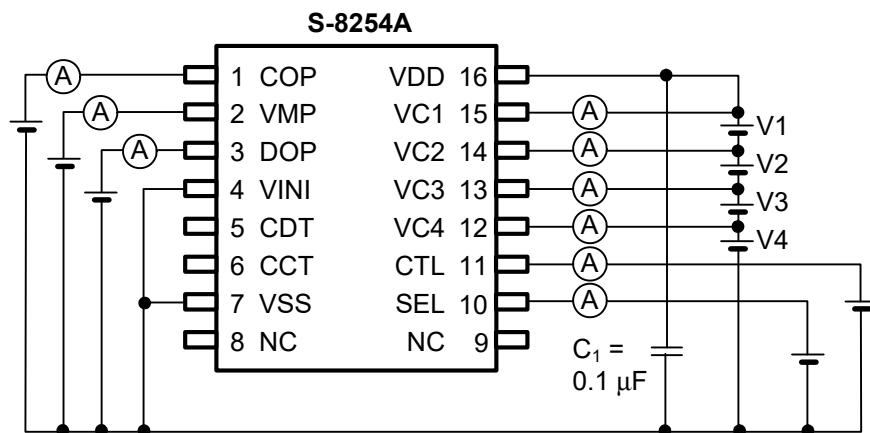 S-8254A
A
A
A
1 COP
2 VMP
3 DOP
4 VINI
5 CDT
6 CCT
7 VSS
8 NC
VDD 16
VC1 15
VC2 14
VC3 13
VC4 12
CTL 11
SEL 10
NC 9
A
A
A
A
A
A
V1
V2
V3
V4
C₁ =
0.1 μF